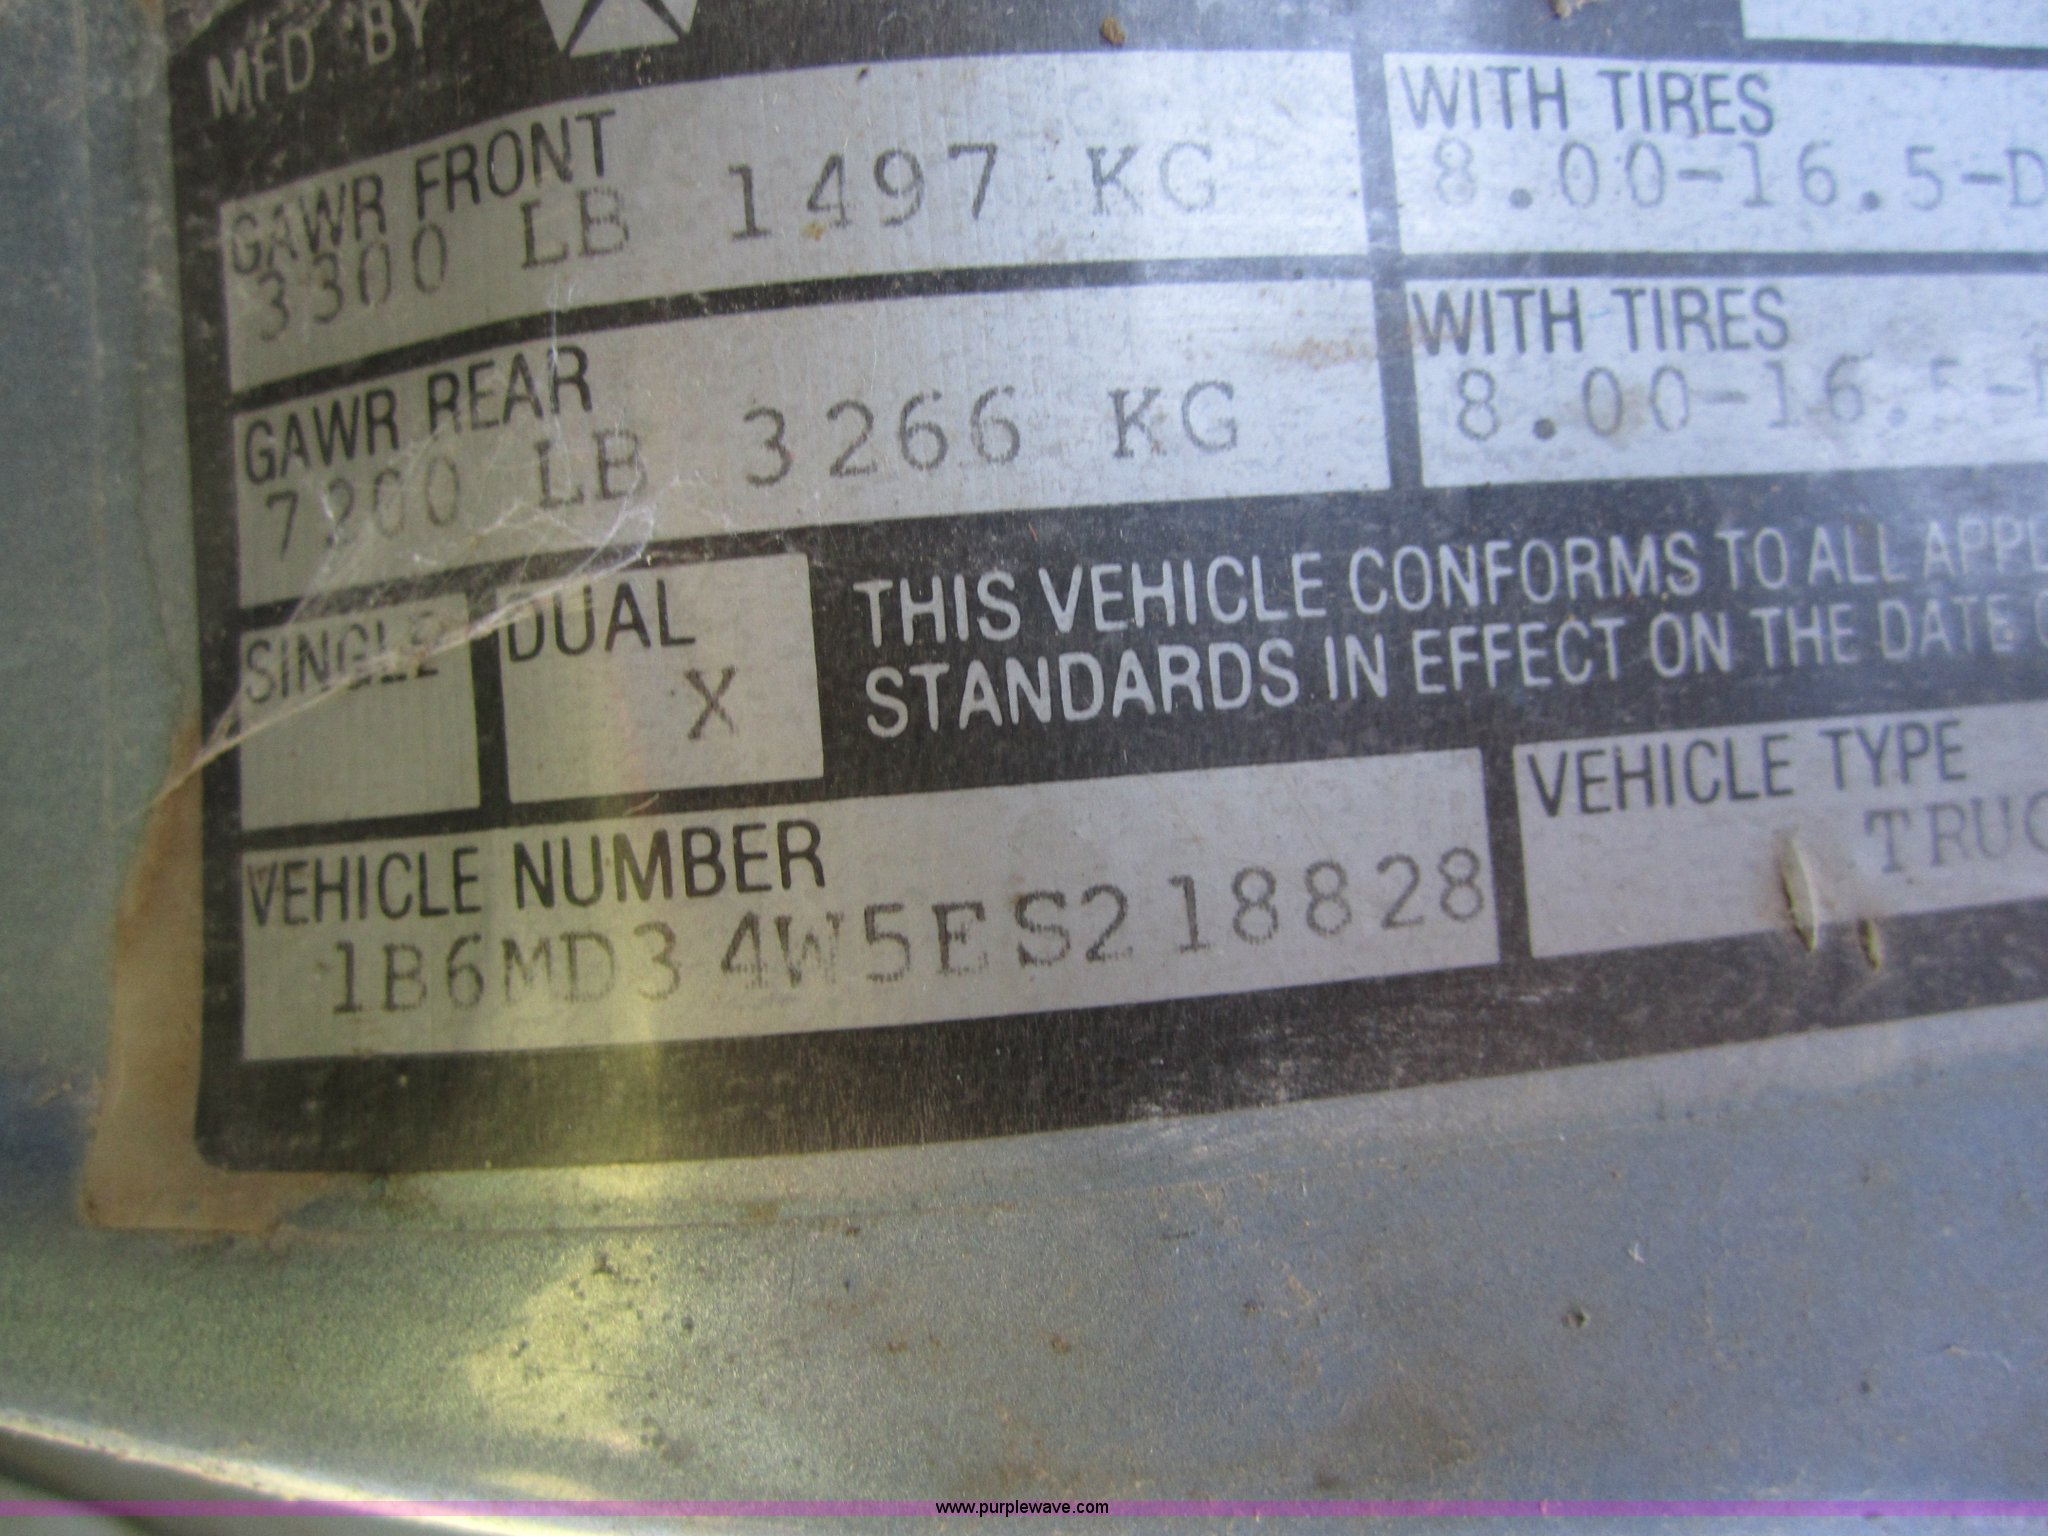 MFD BY
GAWR FRONT
3300 LB 1497 KG
WITH TIRES
8.00-16.5-D
GAWR REAR
7200 LB 3266 KG
WITH TIRES
8.00-16.5-D
SINGLE
DUAL
X
THIS VEHICLE CONFORMS TO ALL APPL
STANDARDS IN EFFECT ON THE DATE O
VEHICLE NUMBER
1B6MD34W5ES218828
VEHICLE TYPE
TRUC
www.purplewave.com